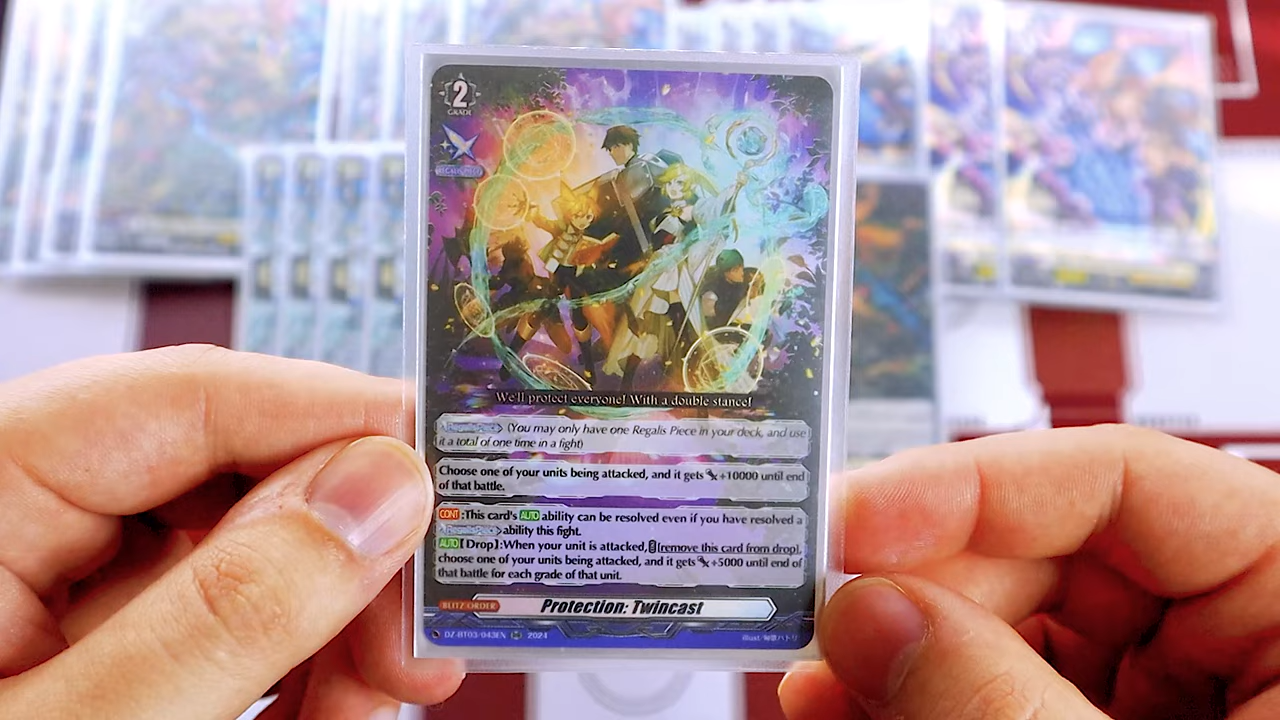 2
GRADE
We'll protect everyone! With a double stance!
(You may only have one Regalis Piece in your deck, and use
it a total of one time in a fight)
Choose one of your units being attacked, and it gets +10000 until end
of that battle.
CONT:This card's AUTO ability can be resolved even if you have resolved a
ability this fight.
AUTO[Drop]:When your unit is attacked, [remove this card from drop],
choose one of your units being attacked, and it gets +5000 until end of
that battle for each grade of that unit.
BLITZ ORDER
Protection: Twincast
DZ-BT03/043EN 2024
illust.